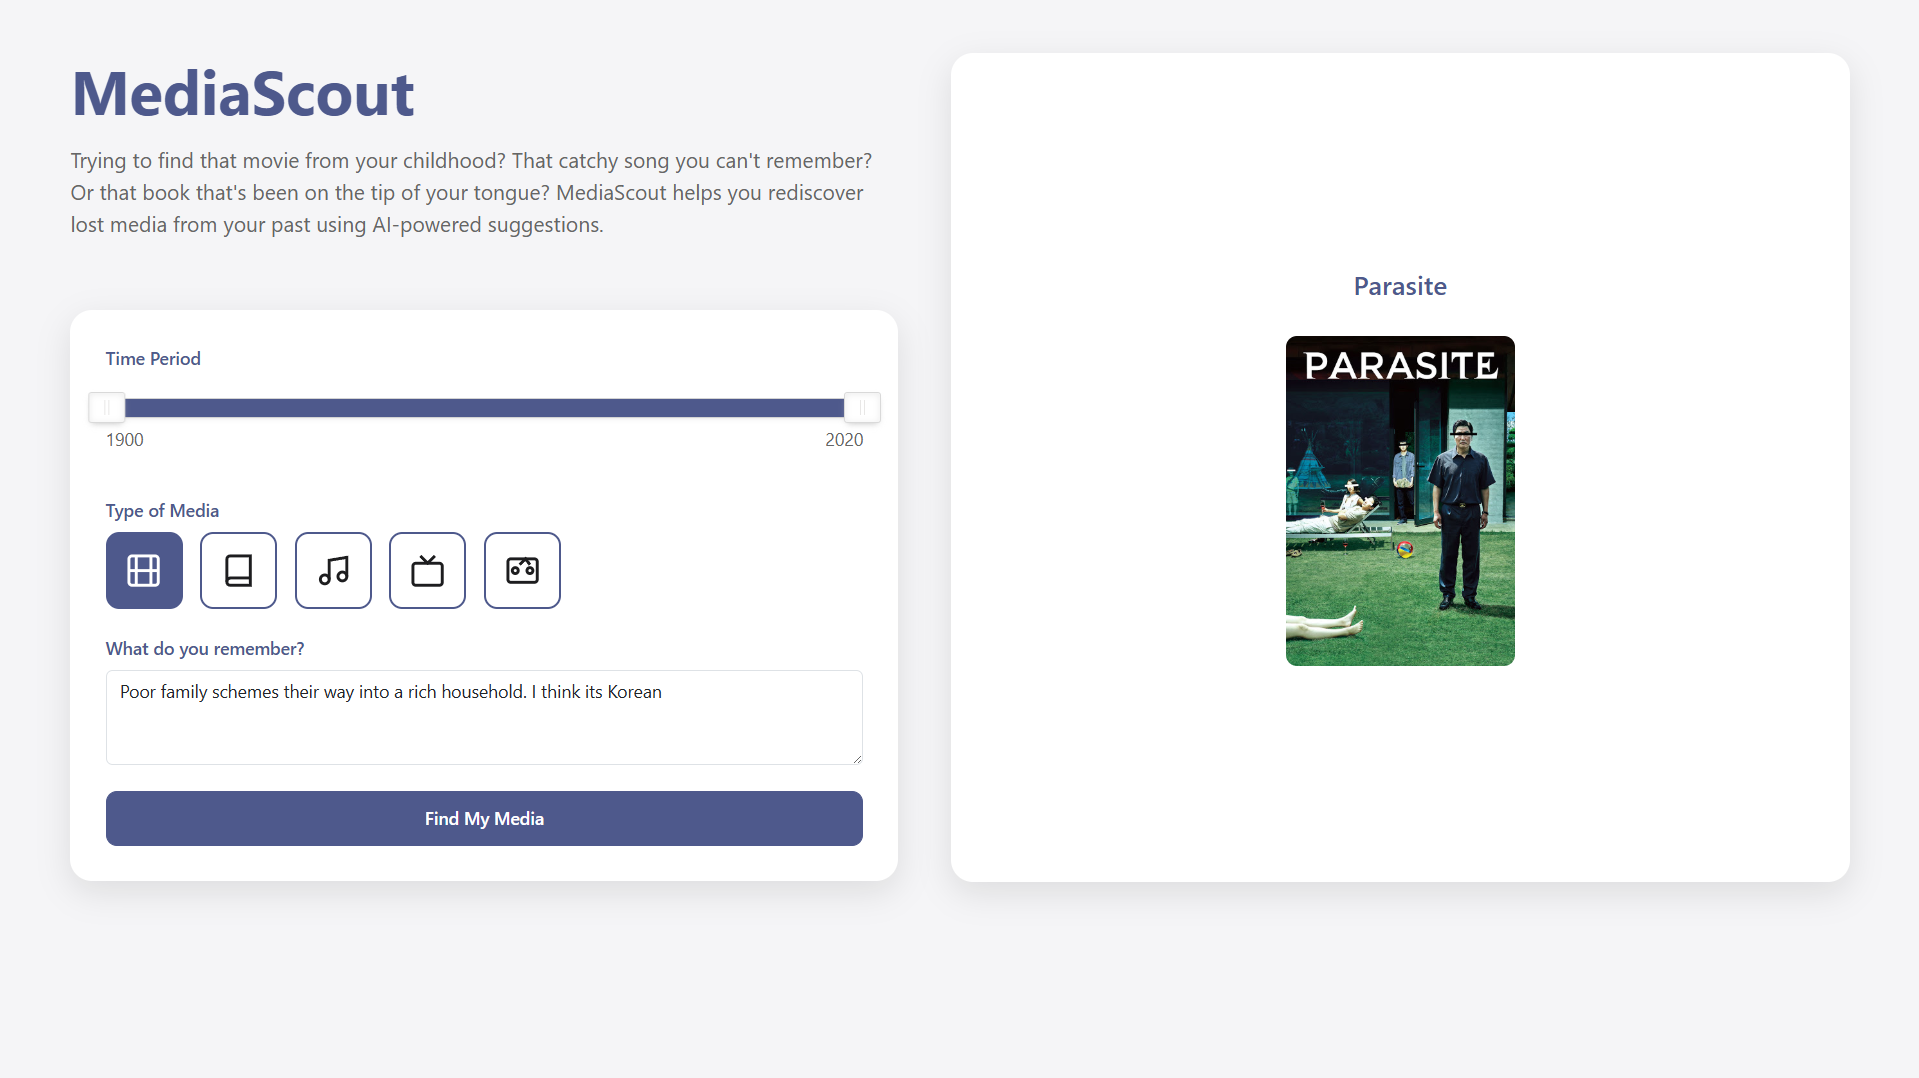 MediaScout
Trying to find that movie from your childhood? That catchy song you can't remember?
Or that book that's been on the tip of your tongue? MediaScout helps you rediscover
lost media from your past using AI-powered suggestions.
Time Period
1900
2020
Type of Media
What do you remember?
Poor family schemes their way into a rich household. I think its Korean
Find My Media
Parasite
PARASITE